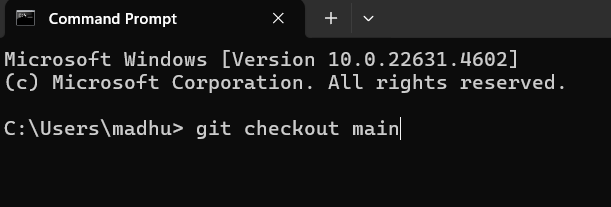 Command Prompt
Microsoft Windows [Version 10.0.22631.4602]
(c) Microsoft Corporation. All rights reserved.
C:\Users\madhu> git checkout main